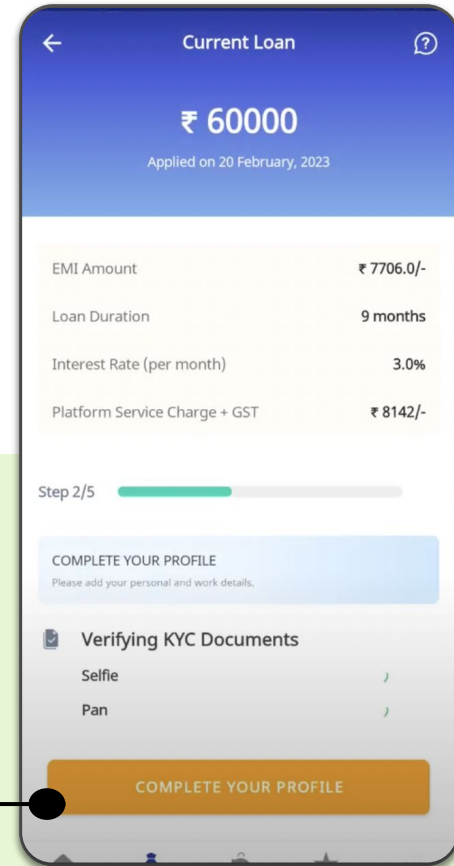 Current Loan
₹ 60000
Applied on 20 February, 2023
EMI Amount ₹ 7706.0/-
Loan Duration 9 months
Interest Rate (per month) 3.0%
Platform Service Charge + GST ₹ 8142/-
Step 2/5
COMPLETE YOUR PROFILE
Please add your personal and work details.
Verifying KYC Documents
Selfie
Pan
COMPLETE YOUR PROFILE